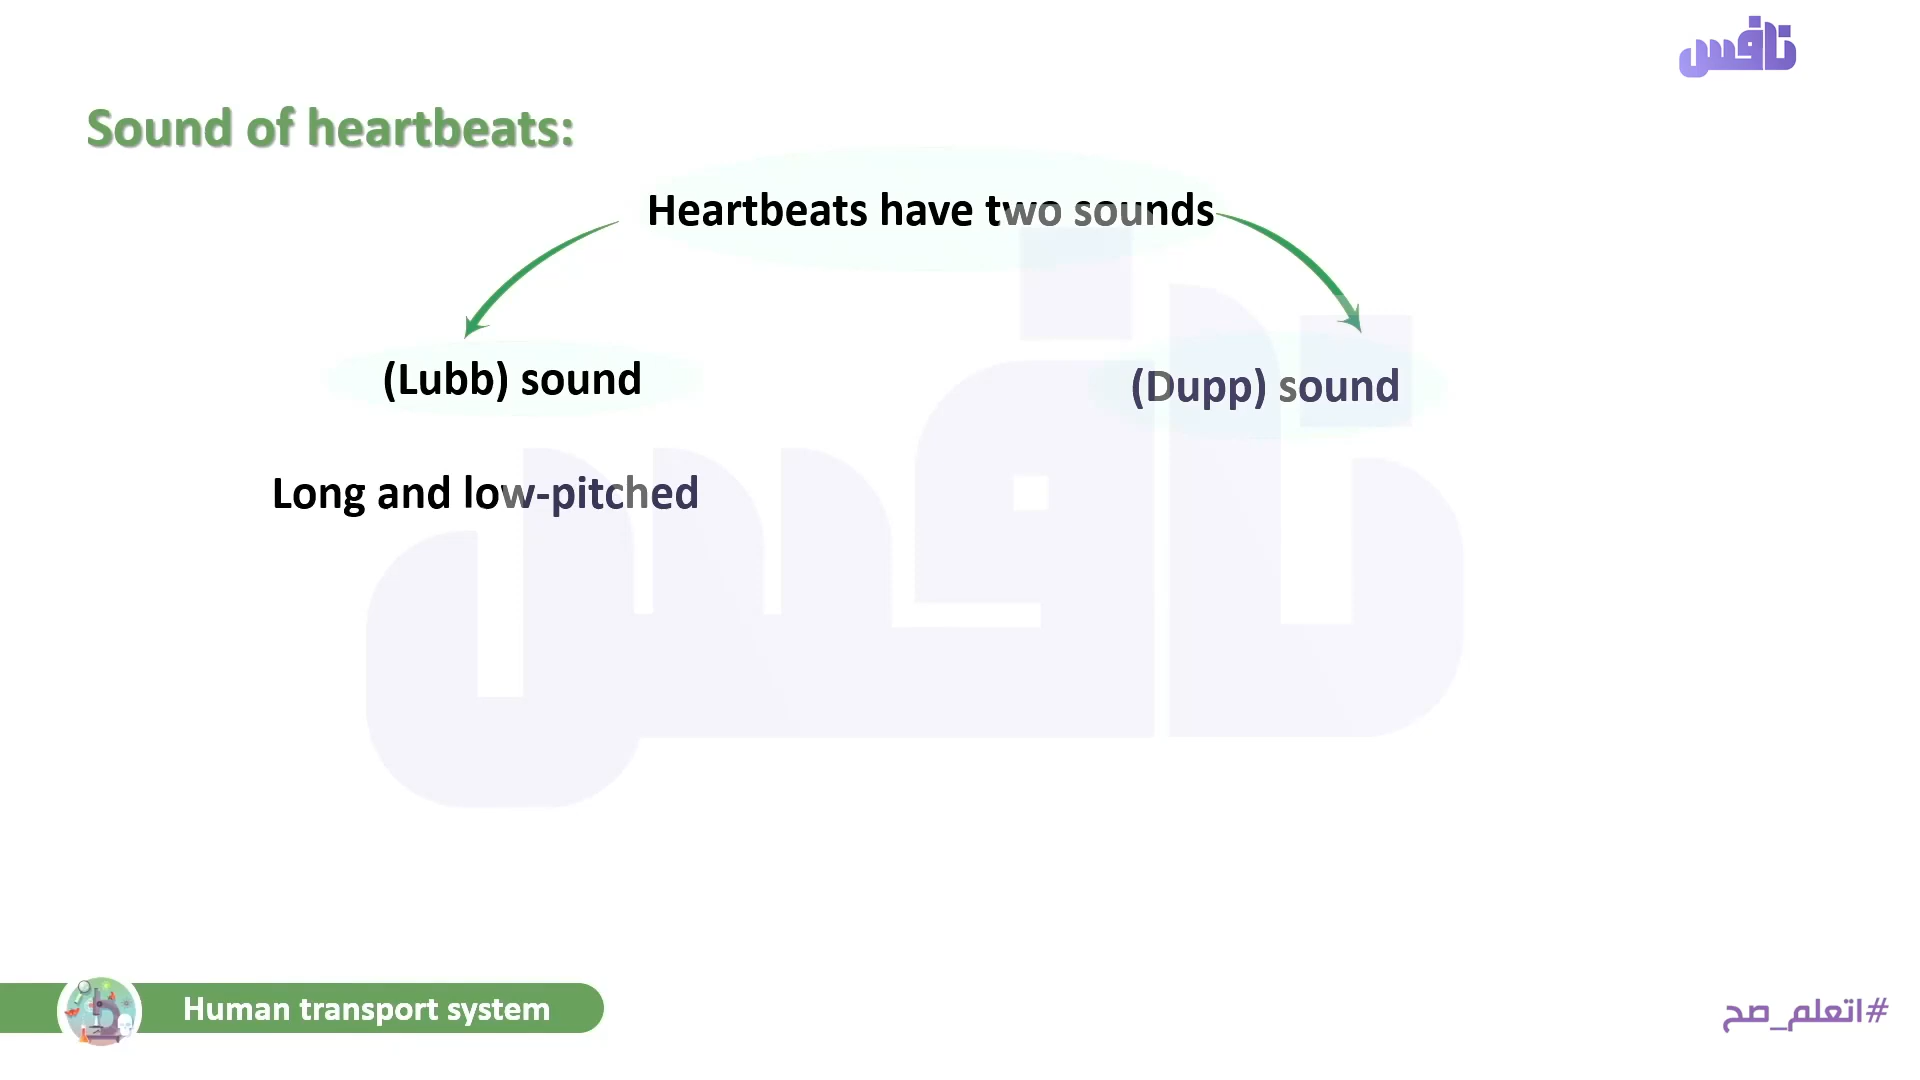 نافس
Sound of heartbeats:
Heartbeats have two sounds
(Lubb) sound
(Dupp) sound
Long and low-pitched
نافس
Human transport system
#اتعلم_صح